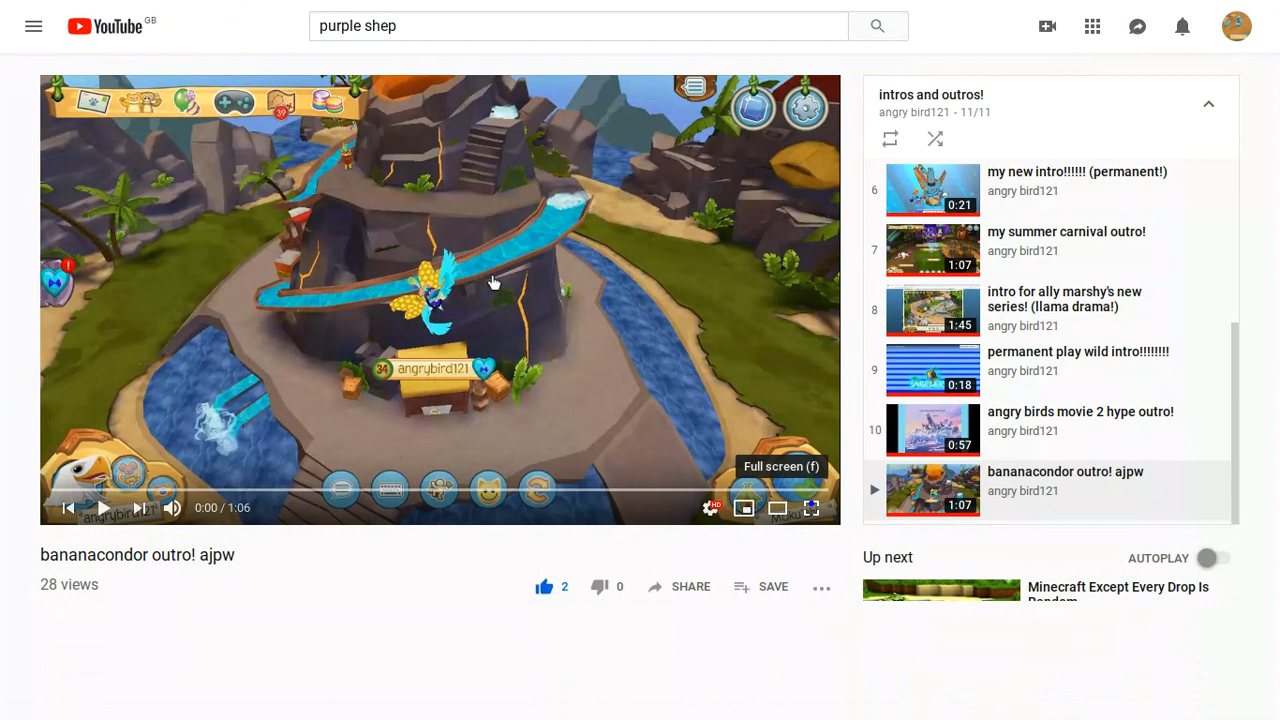 YouTube GB
purple shep
39
!
34 angrybird121
Full screen (f)
0:00 / 1:06
HD
bananacondor outro! ajpw
28 views
2
0
SHARE
SAVE
intros and outros!
angry bird121 - 11/11
6
0:21
my new intro!!!!!! (permanent!)
angry bird121
7
1:07
my summer carnival outro!
angry bird121
8
1:45
intro for ally marshy's new
series! (llama drama!)
angry bird121
9
0:18
permanent play wild intro!!!!!!!!
angry bird121
10
0:57
angry birds movie 2 hype outro!
angry bird121
1:07
bananacondor outro! ajpw
angry bird121
Up next
AUTOPLAY
Minecraft Except Every Drop Is
Random